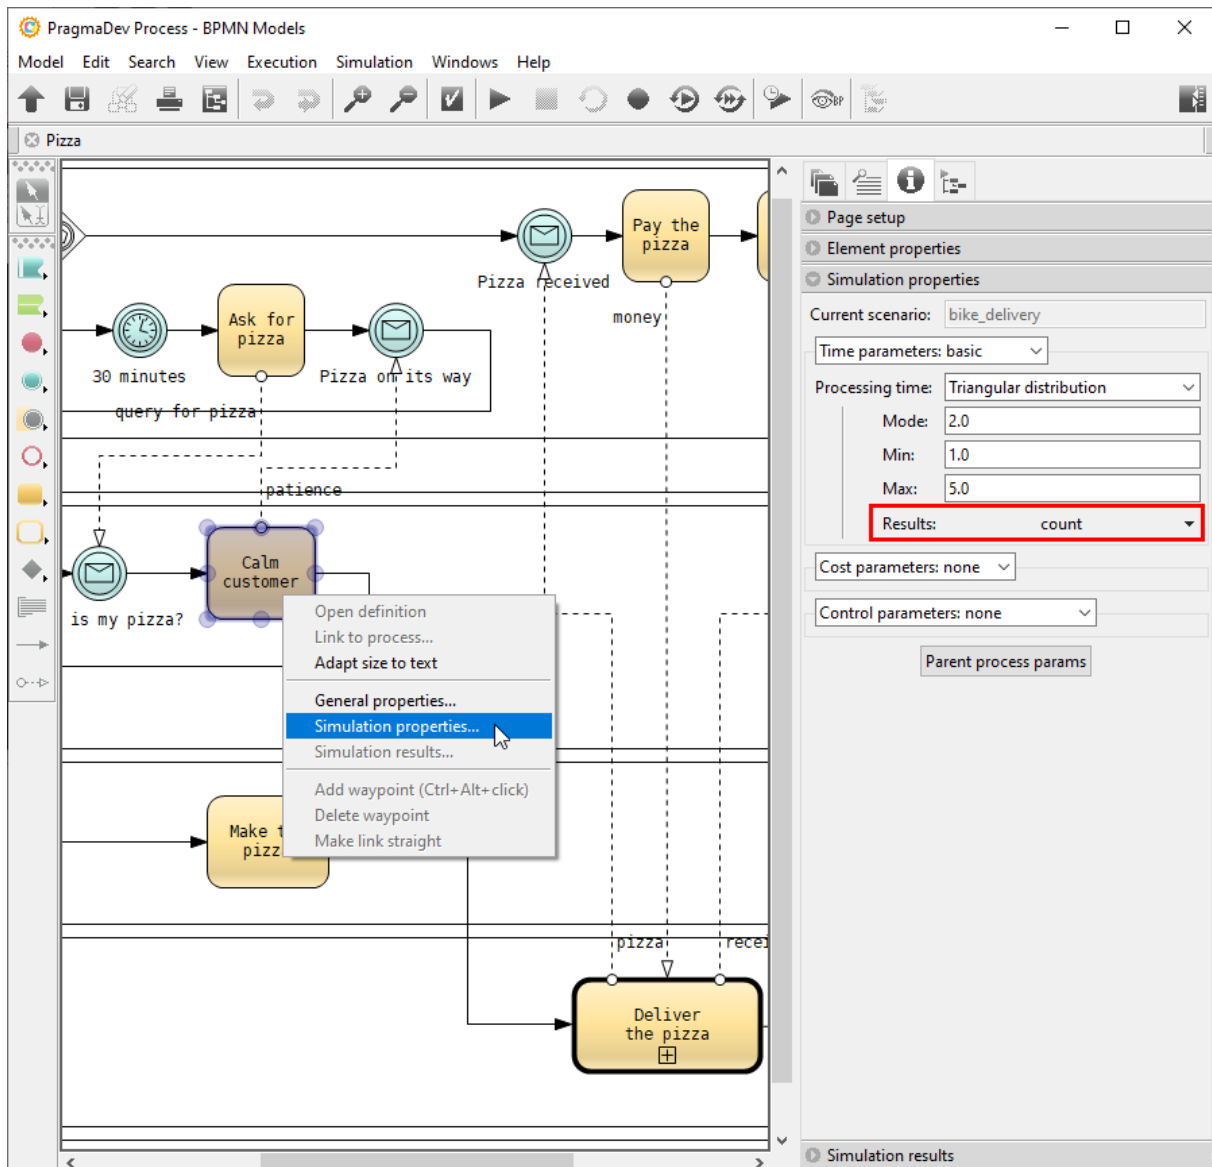 PragmaDev Process - BPMN Models
Model Edit Search View Execution Simulation Windows Help
BP
Pizza
Pay the
pizza
Pizza received
money
Ask for
pizza
30 minutes
Pizza on its way
query for pizza
patience
Calm
customer
is my pizza?
Open definition
Link to process...
Adapt size to text
General properties...
Simulation properties...
Simulation results...
Add waypoint (Ctrl+Alt+click)
Delete waypoint
Make link straight
Make t
pizz
pizza
recei
Deliver
the pizza
Page setup
Element properties
Simulation properties
Current scenario: bike_delivery
Time parameters: basic
Processing time: Triangular distribution
Mode: 2.0
Min: 1.0
Max: 5.0
Results: count
Cost parameters: none
Control parameters: none
Parent process params
Simulation results